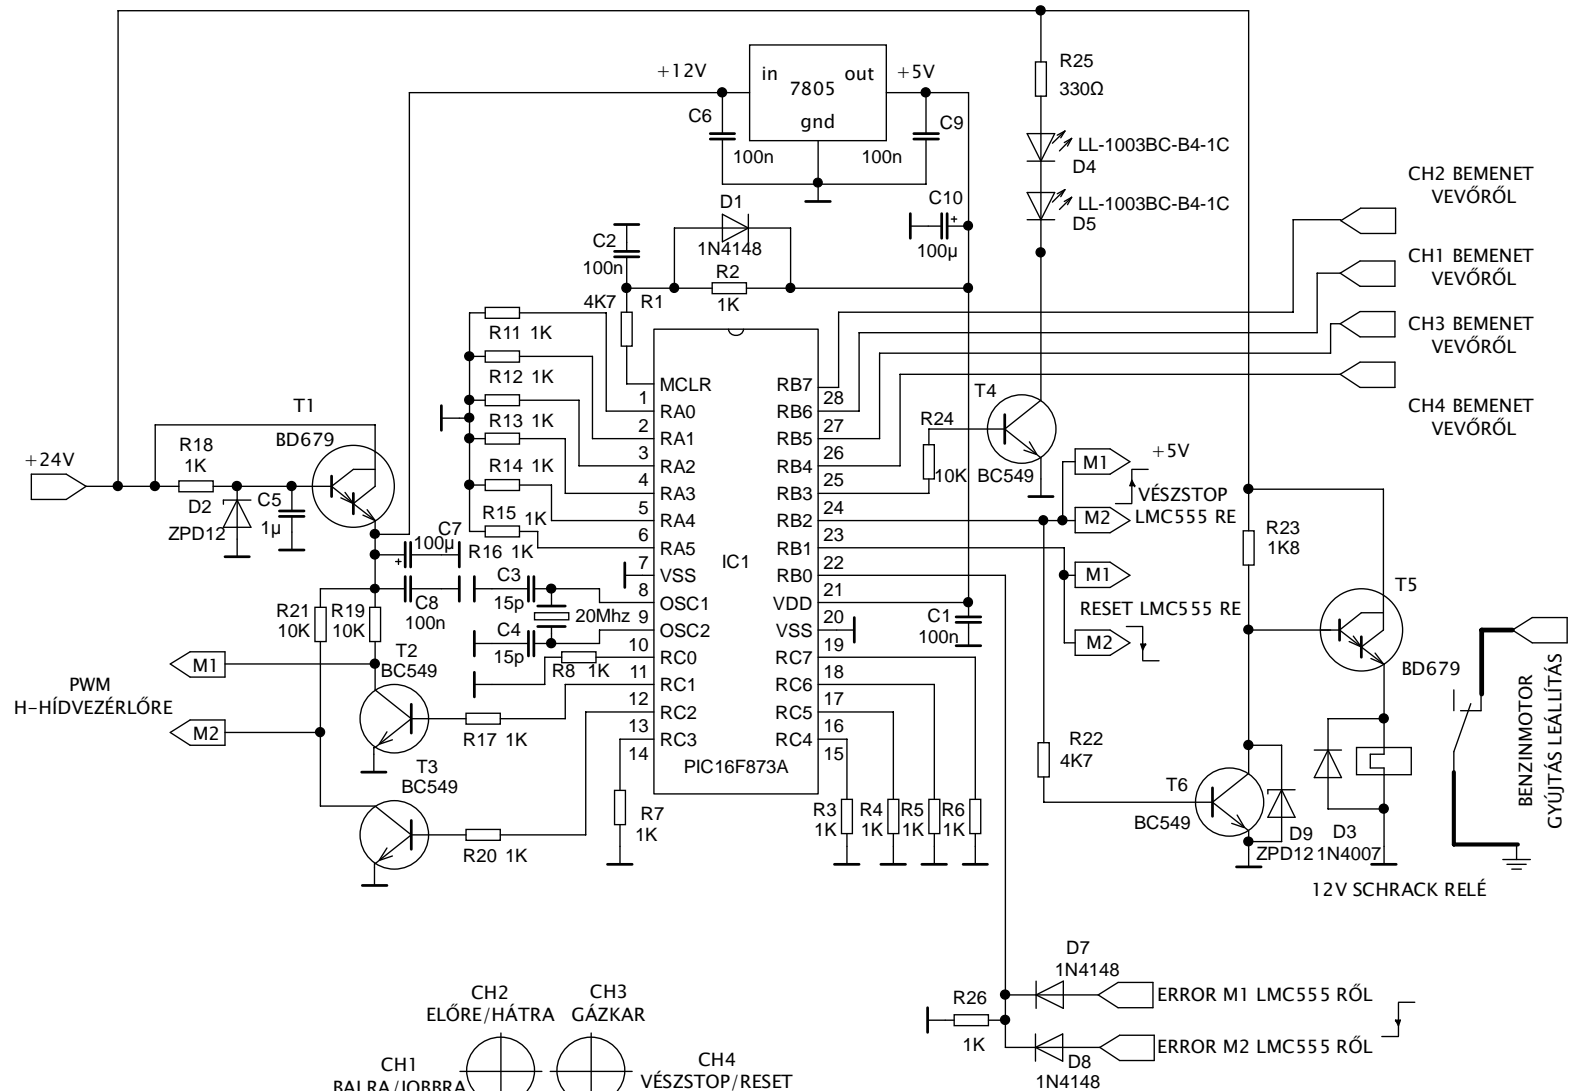 +12V
in
out
7805
gnd
+5V
C6
100n
C9
100n
R25
330Ω
LL-1003BC-B4-1C
D4
LL-1003BC-B4-1C
D5
CH2 BEMENET
VEVŐRŐL
CH1 BEMENET
VEVŐRŐL
CH3 BEMENET
VEVŐRŐL
CH4 BEMENET
VEVŐRŐL
D1
1N4148
C2
100n
R2
1K
C10
+
100µ
4K7
R1
R11 1K
R12 1K
R13 1K
R14 1K
R15 1K
R16 1K
MCLR
1
RA0
2
RA1
3
RA2
4
RA3
5
RA4
6
RA5
7
VSS
8
OSC1
9
OSC2
10
RC0
11
RC1
12
RC2
13
RC3
14
IC1
PIC16F873A
RB7
28
RB6
27
RB5
26
RB4
25
RB3
24
RB2
23
RB1
22
RB0
21
VDD
20
VSS
19
RC7
18
RC6
17
RC5
16
RC4
15
T1
BD679
+24V
R18
1K
D2
ZPD12
C5
1µ
C7
100µ
+
C8
100n
C3
15p
C4
15p
20Mhz
R21
10K
R19
10K
R8 1K
T2
BC549
M1
PWM
H-HÍDVEZÉRLŐRE
M2
R17 1K
T3
BC549
R20 1K
R7
1K
R3
1K
R4
1K
R5
1K
R6
1K
T4
BC549
R24
10K
M1
+5V
VÉSZSTOP
M2
LMC555 RE
M1
RESET LMC555 RE
M2
C1
100n
R22
4K7
R23
1K8
T5
BD679
T6
BC549
D9
ZPD12
D3
1N4007
12V SCHRACK RELÉ
BENZINMOTOR
GYÚJTÁS LEÁLLÍTÁS
D7
1N4148
ERROR M1 LMC555 RŐL
R26
1K
ERROR M2 LMC555 RŐL
D8
1N4148
CH2
ELŐRE/HÁTRA
CH3
GÁZKAR
CH1
BALRA/JOBBRA
CH4
VÉSZSTOP/RESET